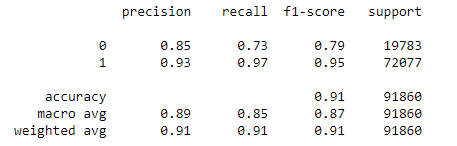 precision recall f1-score support
0 0.85 0.73 0.79 19783
1 0.93 0.97 0.95 72077
accuracy 0.91 91860
macro avg 0.89 0.85 0.87 91860
weighted avg 0.91 0.91 0.91 91860